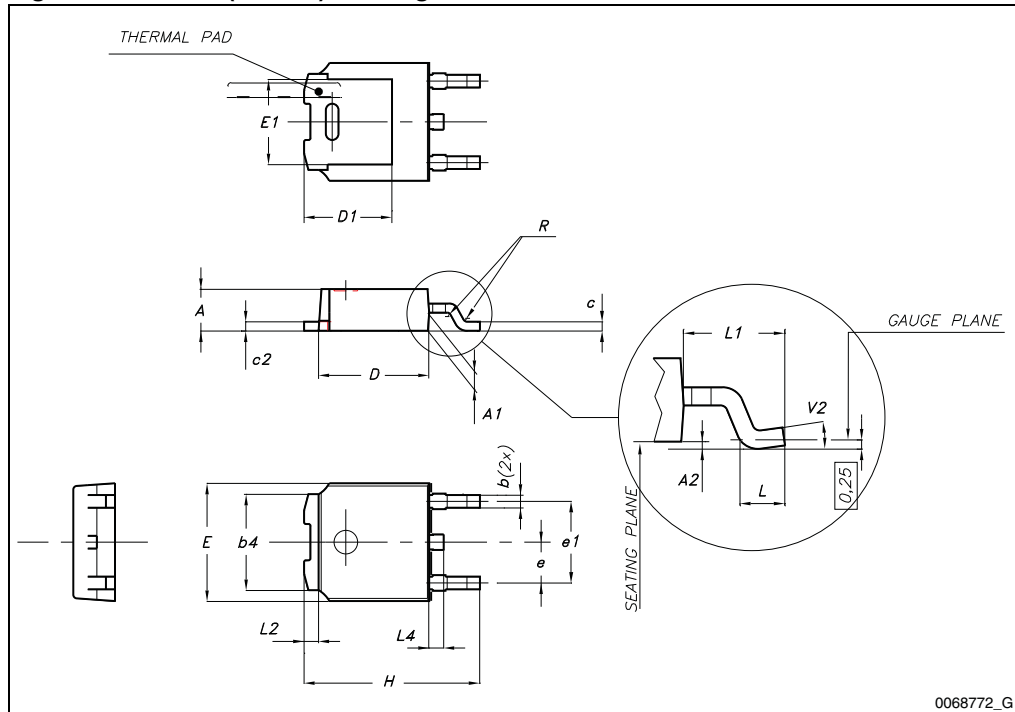 THERMAL PAD
E1
D1
R
A
c
c2
D
A1
GAUGE PLANE
L1
V2
A2
L
0,25
SEATING PLANE
b(2x)
E
b4
e1
e
L2
L4
H
0068772_G